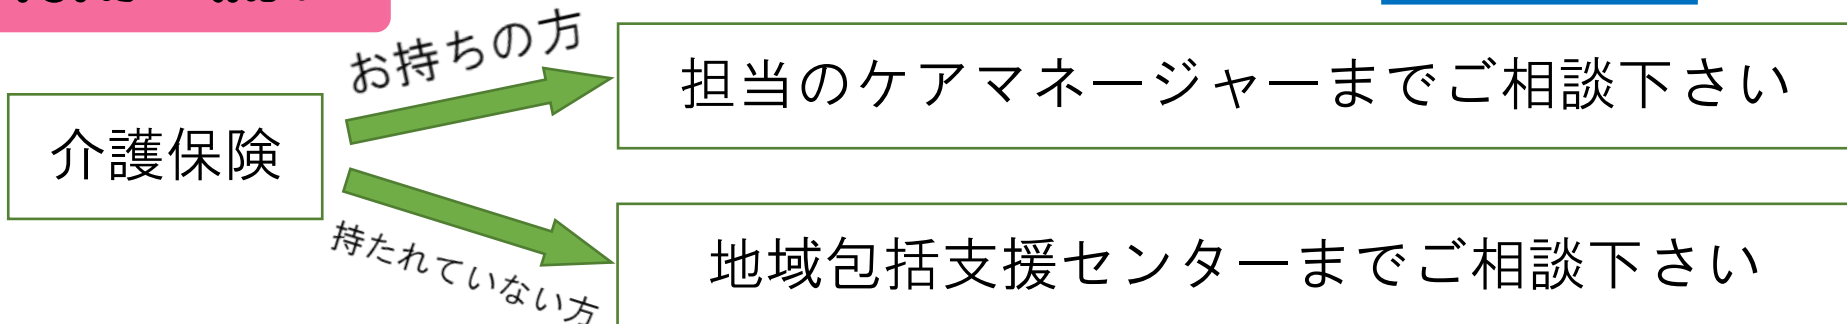 お持ちの方
担当のケアマネージャーまでご相談下さい
介護保険
持たれていない方
地域包括支援センターまでご相談下さい